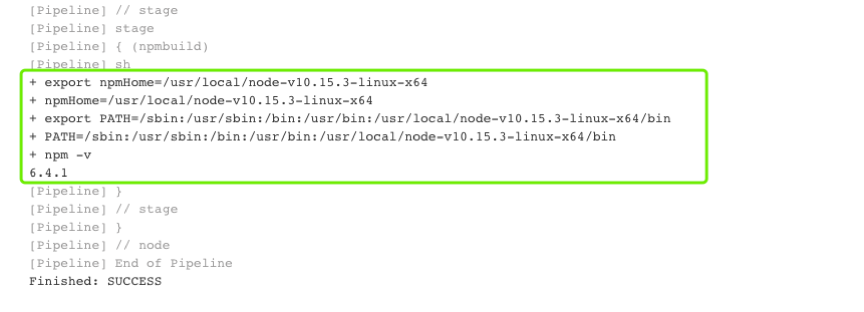 [Pipeline] // stage
[Pipeline] stage
[Pipeline] { (npmbuild)
[Pipeline] sh
+ export npmHome=/usr/local/node-v10.15.3-linux-x64
+ npmHome=/usr/local/node-v10.15.3-linux-x64
+ export PATH=/sbin:/usr/sbin:/bin:/usr/bin:/usr/local/node-v10.15.3-linux-x64/bin
+ PATH=/sbin:/usr/sbin:/bin:/usr/bin:/usr/local/node-v10.15.3-linux-x64/bin
+ npm -v
6.4.1
[Pipeline] }
[Pipeline] // stage
[Pipeline] }
[Pipeline] // node
[Pipeline] End of Pipeline
Finished: SUCCESS